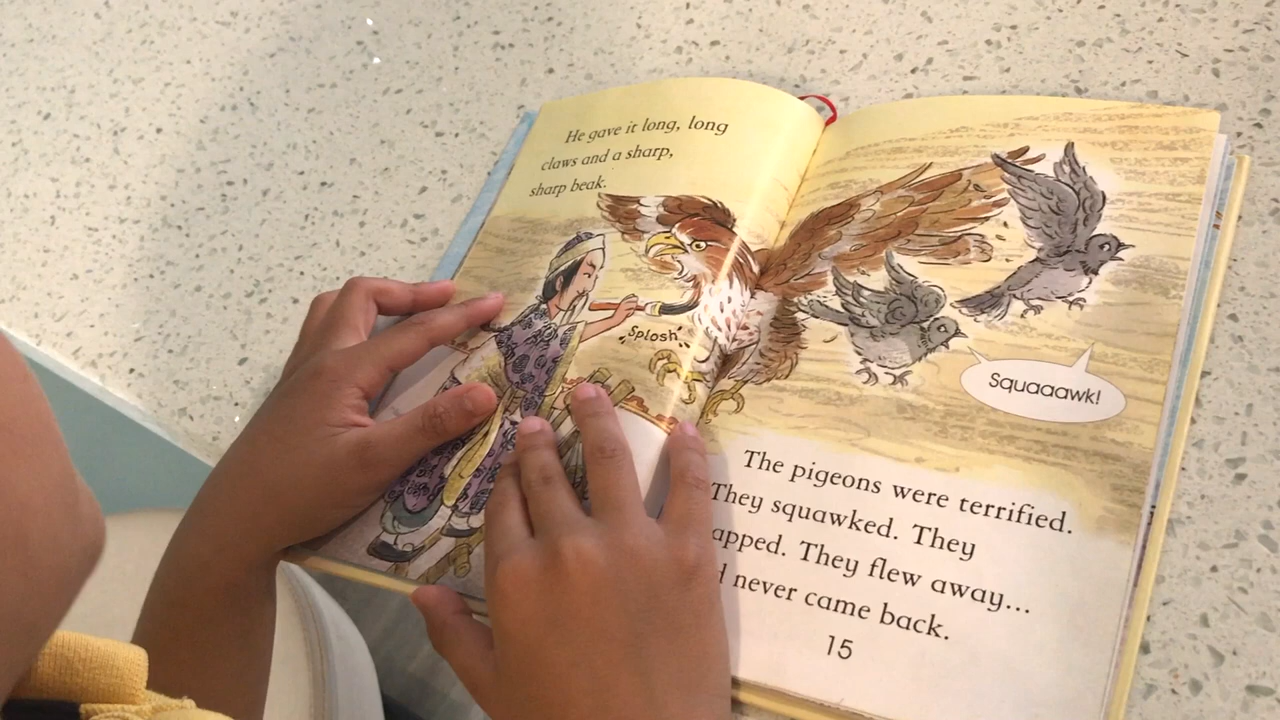 He gave it long, long
claws and a sharp,
sharp beak.
Splosh
Squaaawk!
The pigeons were terrified.
They squawked. They
apped. They flew away...
d never came back.
15